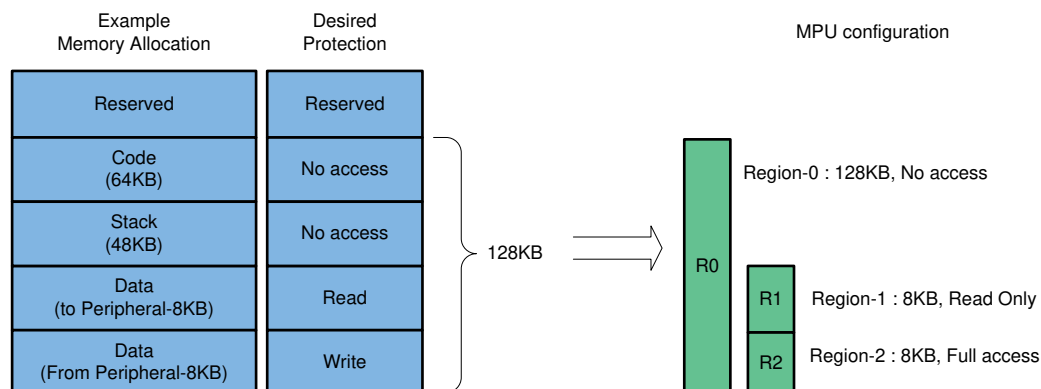 Example
Memory Allocation
Desired
Protection
MPU configuration
Reserved
Reserved
Code
(64KB)
No access
Stack
(48KB)
No access
Data
(to Peripheral-8KB)
Read
Data
(From Peripheral-8KB)
Write
128KB
R0
Region-0 : 128KB, No access
R1
Region-1 : 8KB, Read Only
R2
Region-2 : 8KB, Full access